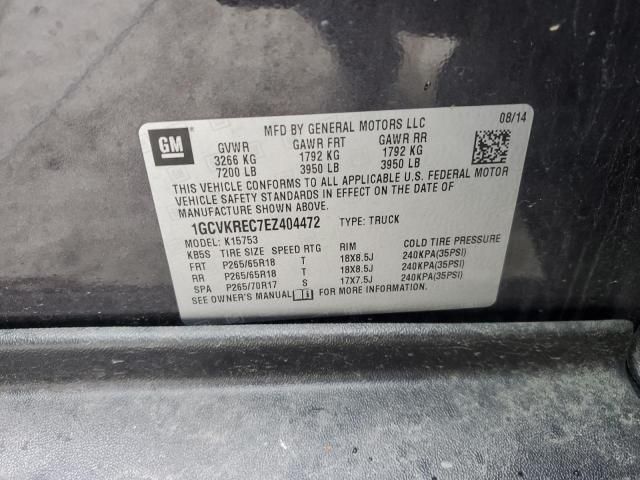 GM
MFD BY GENERAL MOTORS LLC
08/14
GVWR GAWR FRT GAWR RR
3266 KG 1792 KG 1792 KG
7200 LB 3950 LB 3950 LB
THIS VEHICLE CONFORMS TO ALL APPLICABLE U.S. FEDERAL MOTOR
VEHICLE SAFETY STANDARDS IN EFFECT ON THE DATE OF
MANUFACTURE SHOWN ABOVE.
1GCVKREC7EZ404472 TYPE: TRUCK
MODEL: K15753
KB5S TIRE SIZE SPEED RTG RIM COLD TIRE PRESSURE
FRT P265/65R18 T 18X8.5J 240KPA(35PSI)
RR P265/65R18 T 18X8.5J 240KPA(35PSI)
SPA P265/70R17 S 17X7.5J 240KPA(35PSI)
SEE OWNER'S MANUAL FOR MORE INFORMATION.